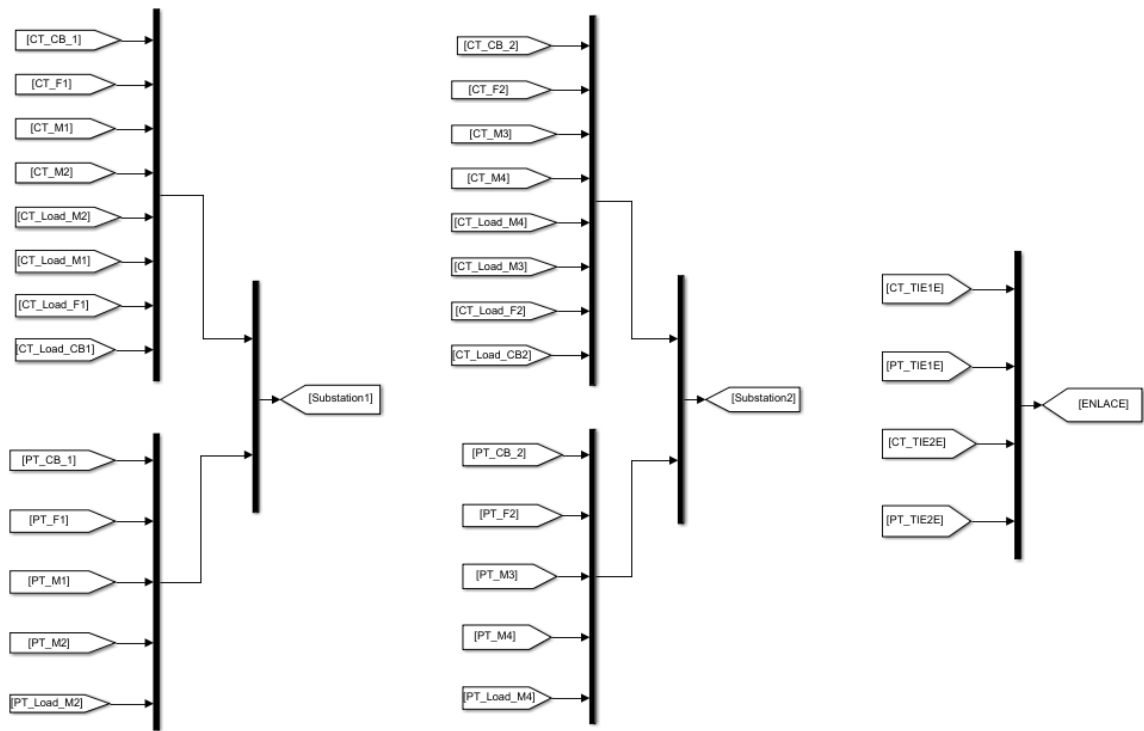 [CT_CB_1]
[CT_F1]
[CT_M1]
[CT_M2]
[CT_Load_M2]
[CT_Load_M1]
[CT_Load_F1]
[CT_Load_CB1]
[Substation1]
[PT_CB_1]
[PT_F1]
[PT_M1]
[PT_M2]
[PT_Load_M2]
[CT_CB_2]
[CT_F2]
[CT_M3]
[CT_M4]
[CT_Load_M4]
[CT_Load_M3]
[CT_Load_F2]
[CT_Load_CB2]
[Substation2]
[PT_CB_2]
[PT_F2]
[PT_M3]
[PT_M4]
[PT_Load_M4]
[CT_TIE1E]
[PT_TIE1E]
[CT_TIE2E]
[PT_TIE2E]
[ENLACE]